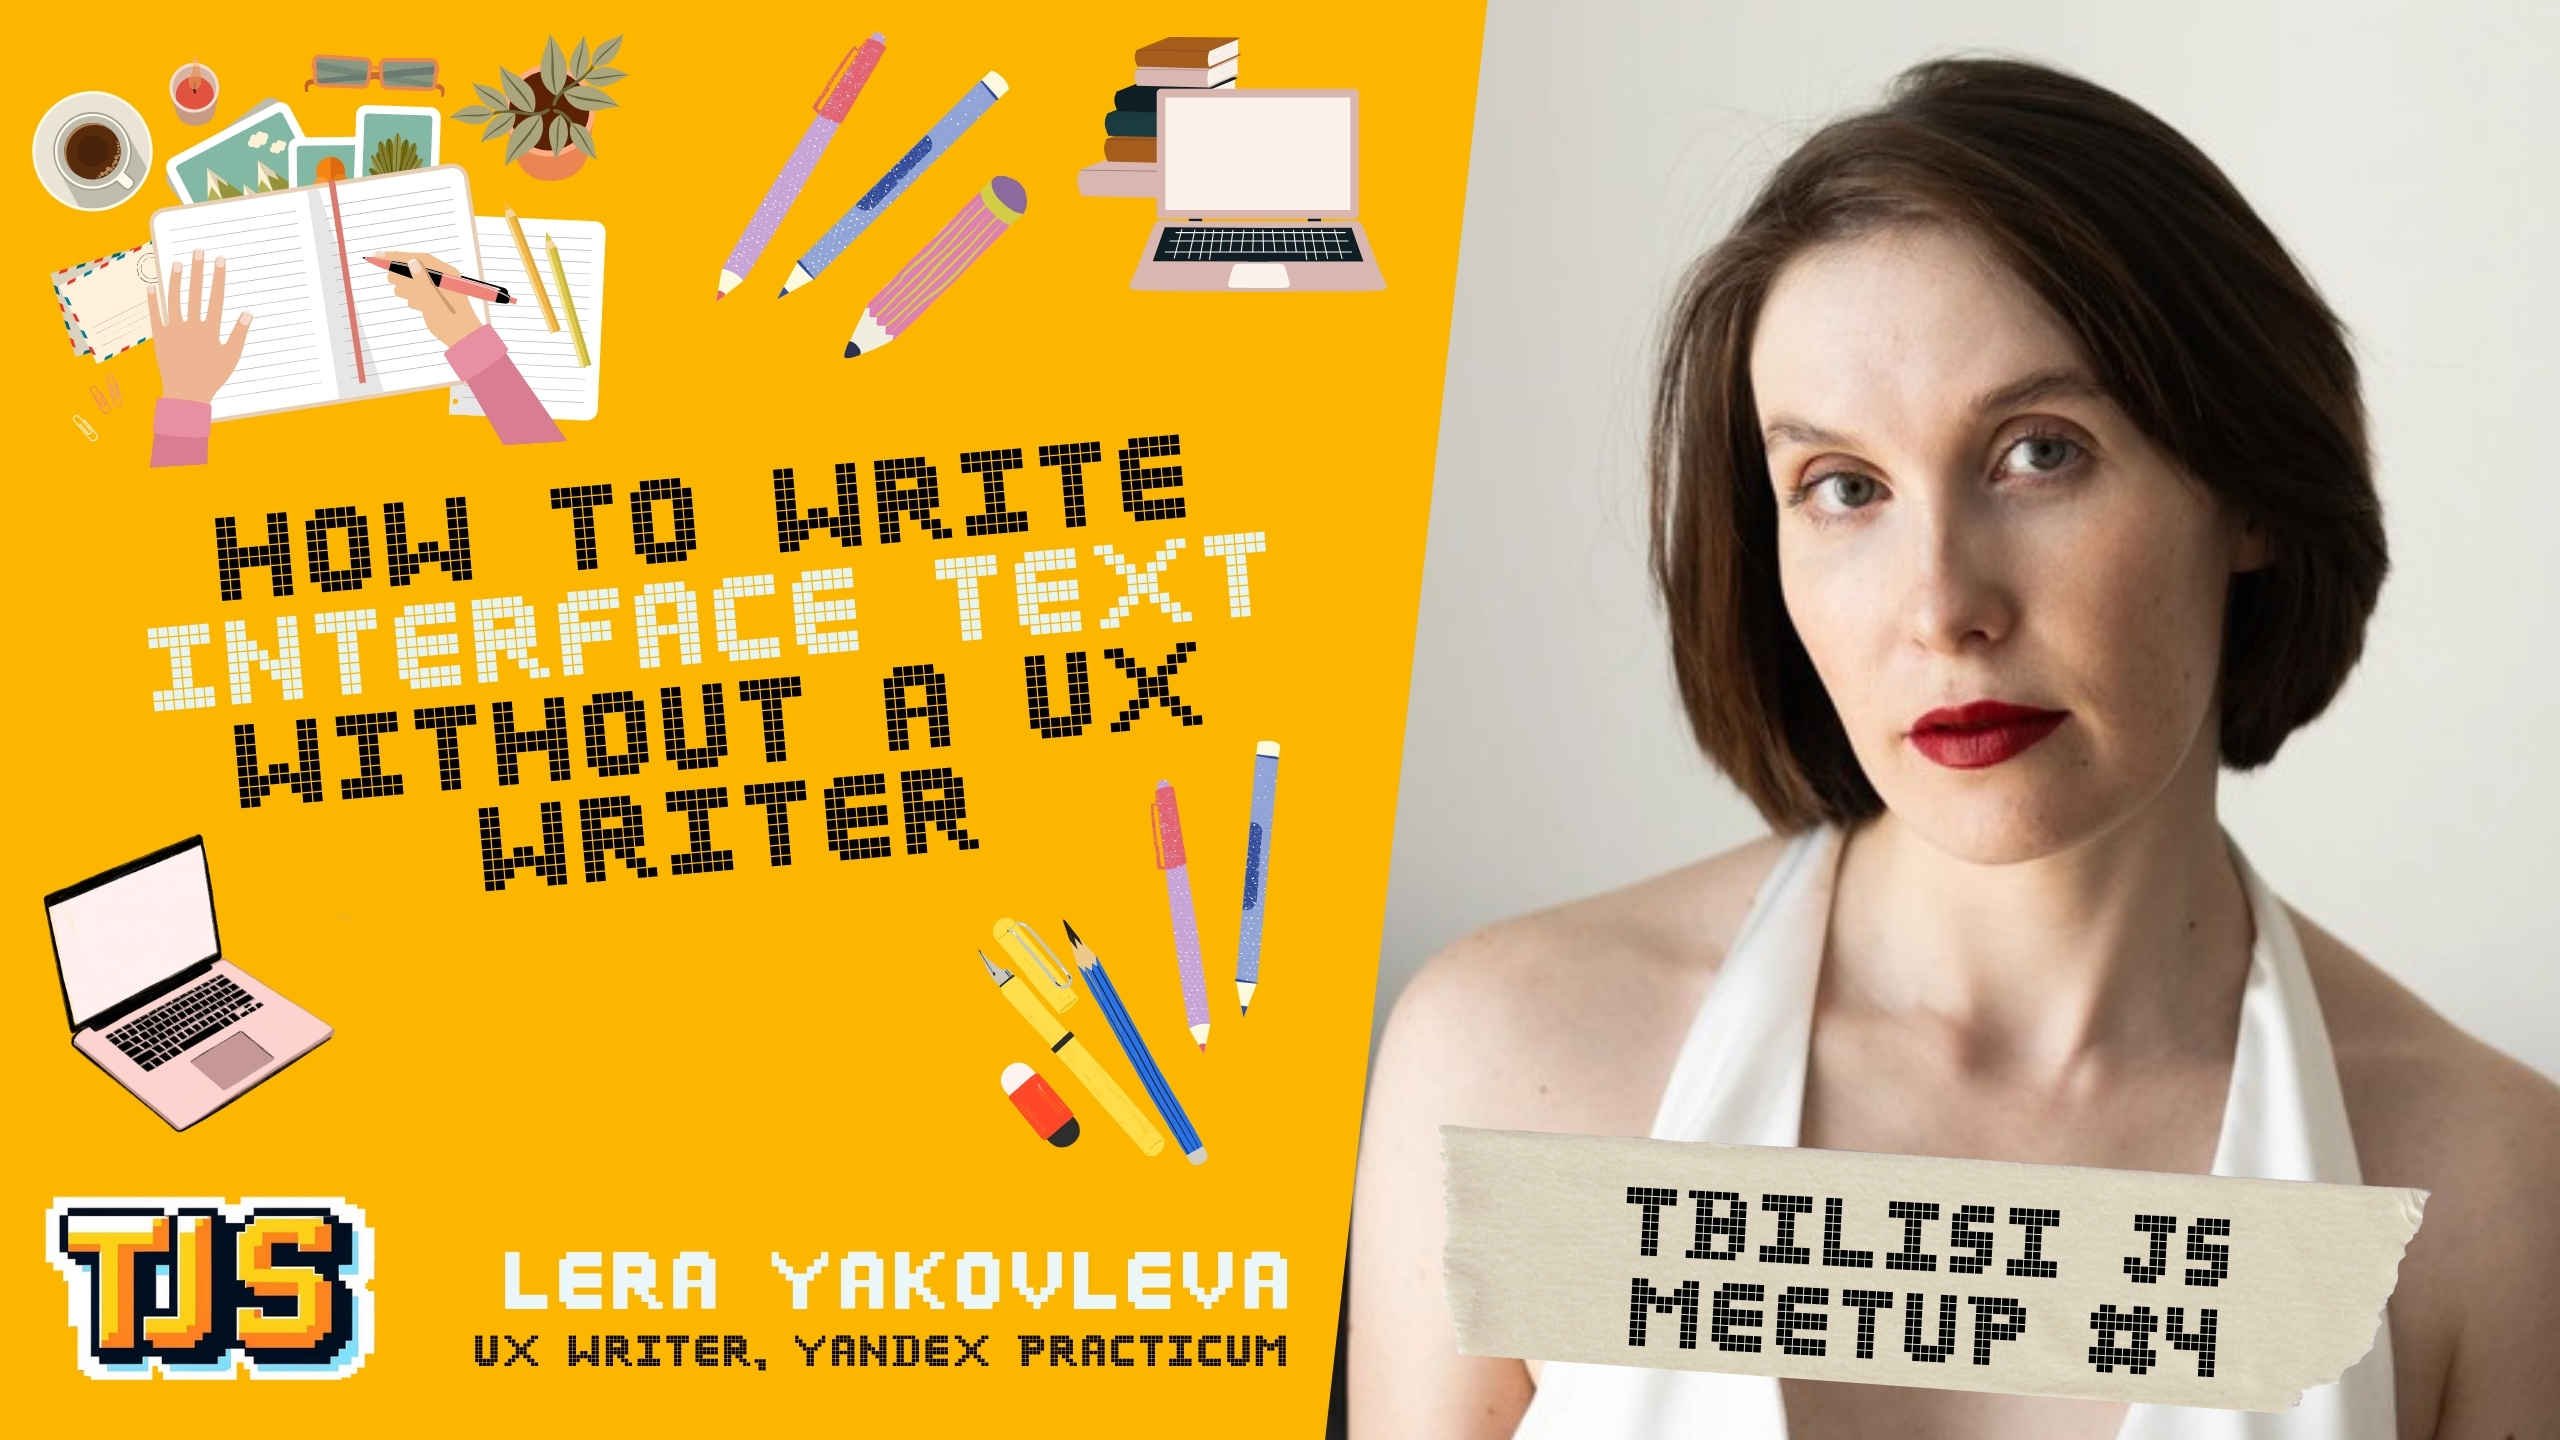 HOW TO WRITE
INTERFACE TEXT
WITHOUT A UX
WRITER
TJS
LERA YAKOVLEVA
UX WRITER, YANDEX PRACTICUM
TBILISI JS
MEETUP #4